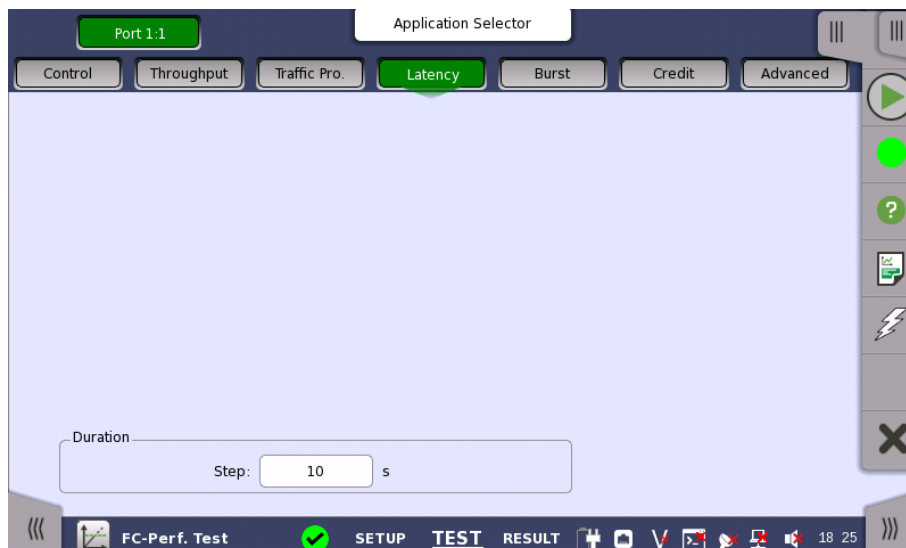 Port 1:1
Application Selector
Control Throughput Traffic Pro. Latency Burst Credit Advanced
Duration
Step: 10 s
FC-Perf. Test SETUP TEST RESULT 18 25